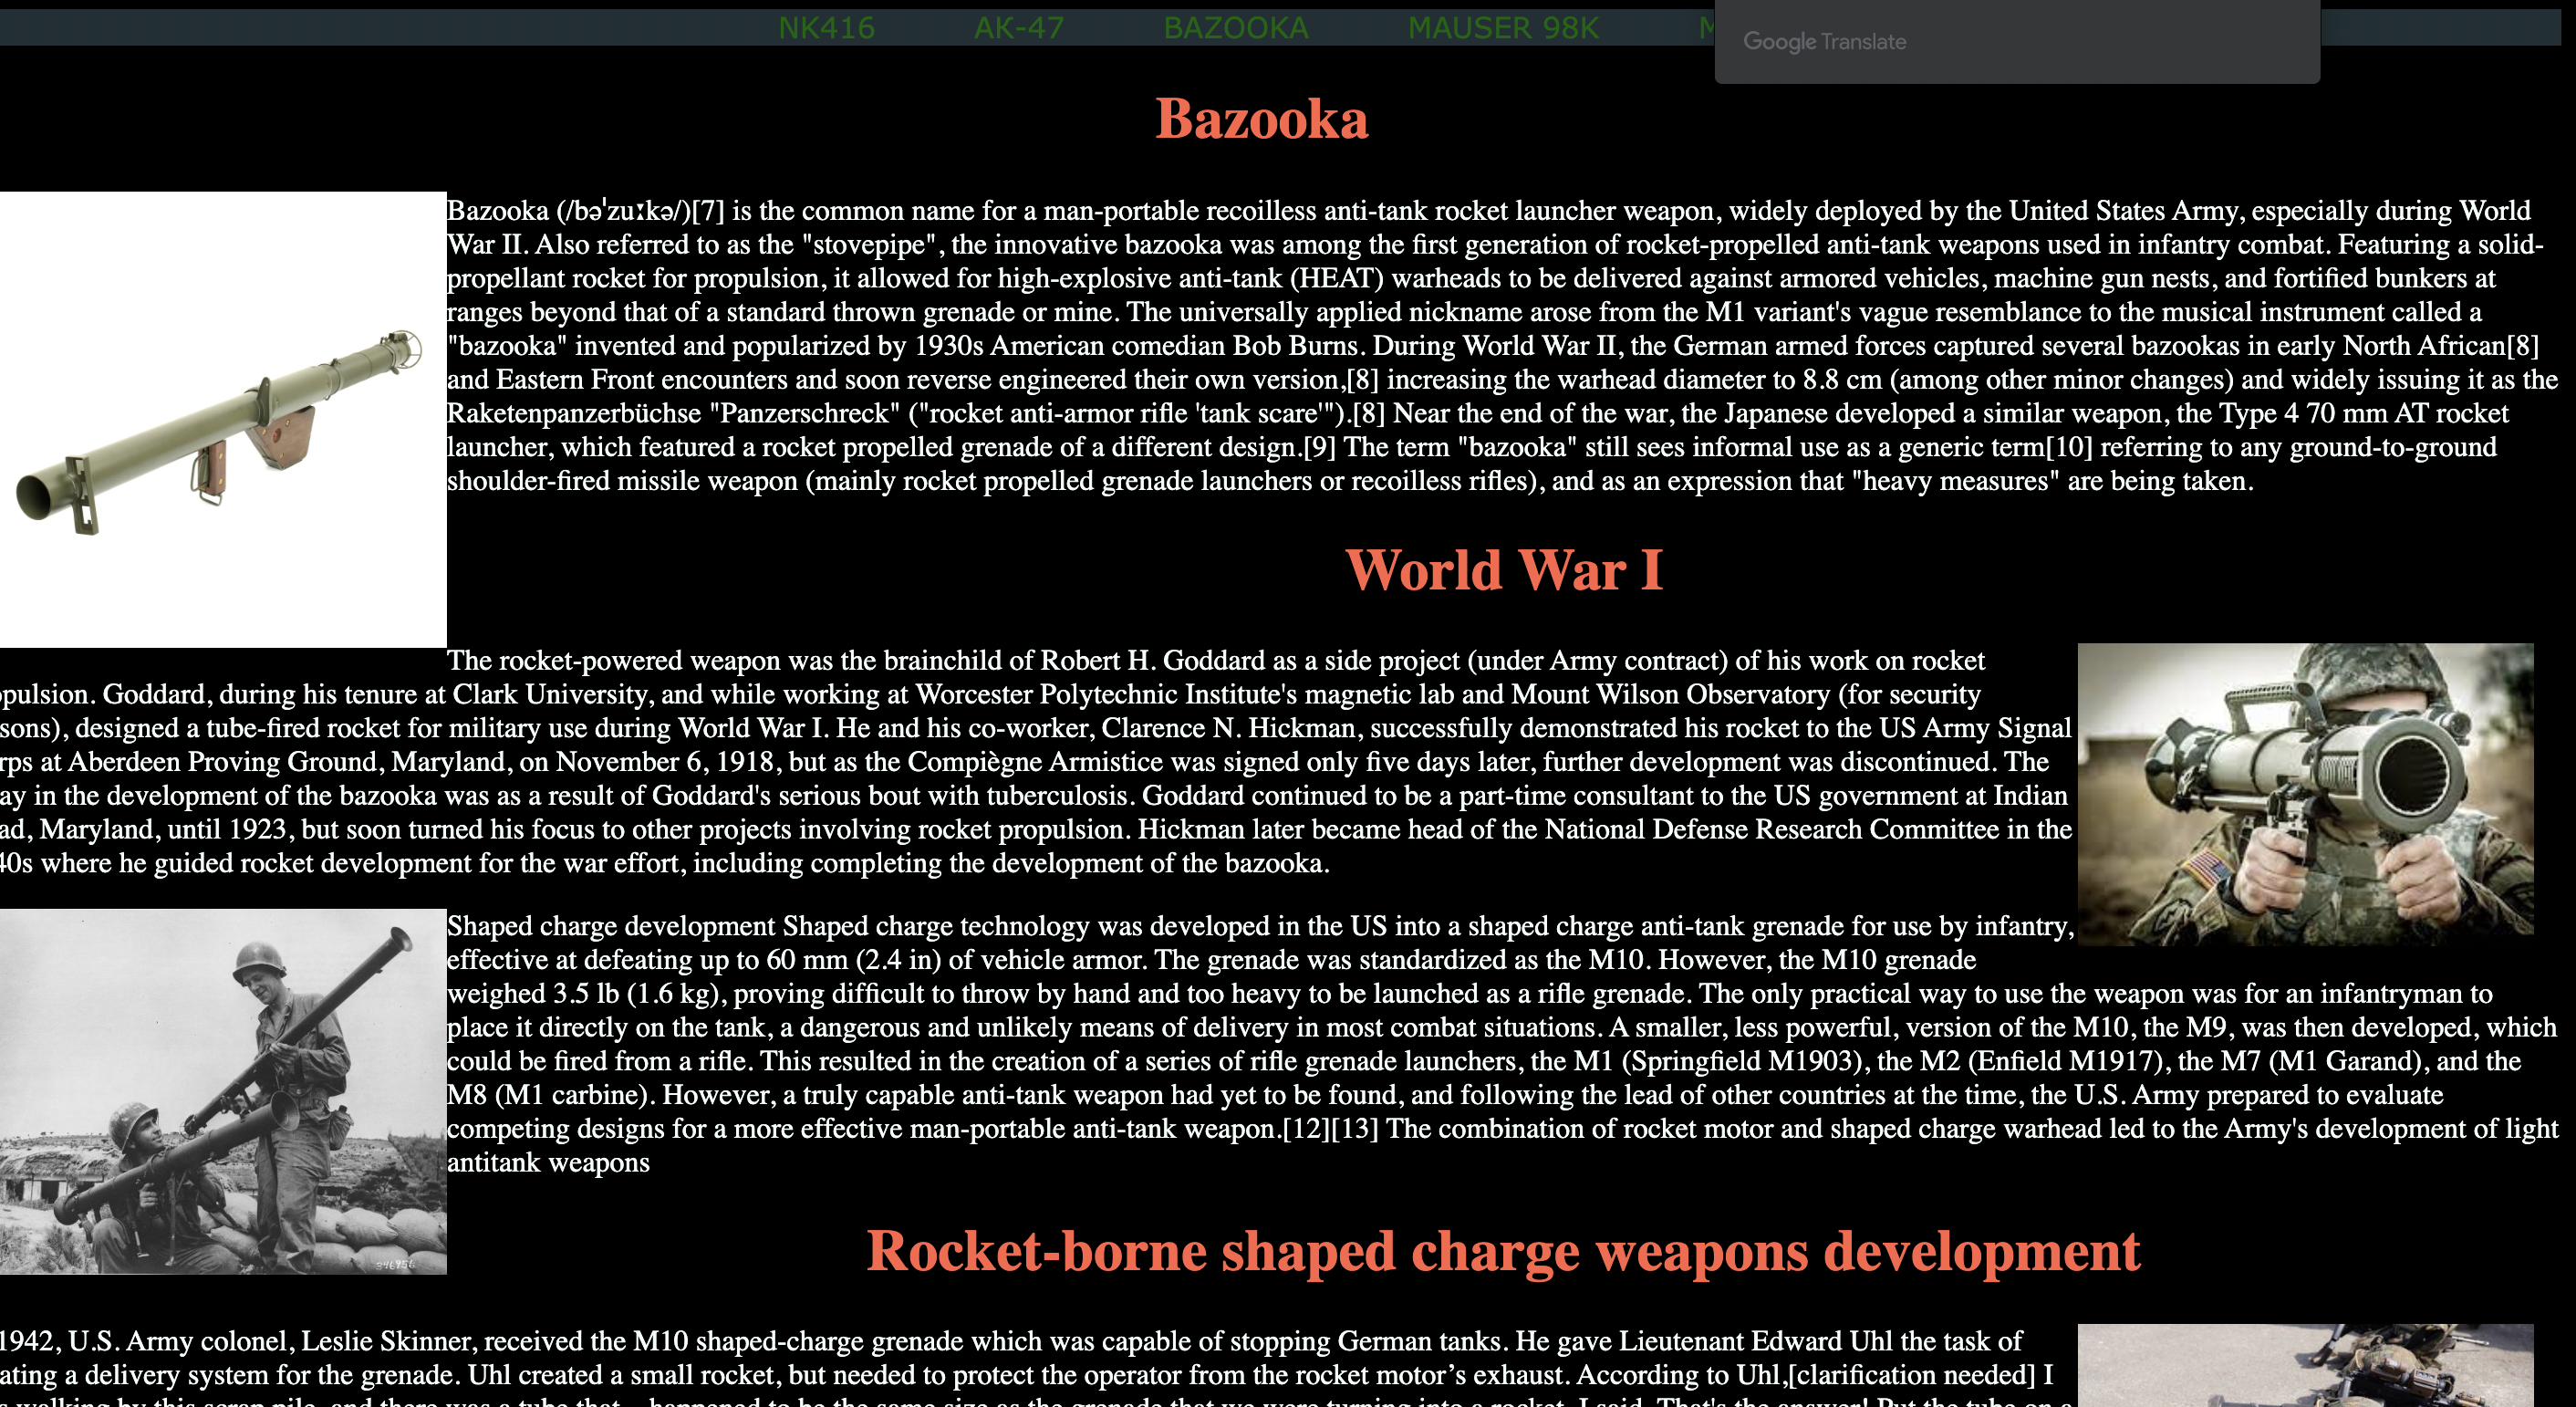 NK416 AK-47 BAZOOKA MAUSER 98K M
Google Translate
Bazooka
Bazooka (/bəˈzuːkə/)[7] is the common name for a man-portable recoilless anti-tank rocket launcher weapon, widely deployed by the United States Army, especially during World
War II. Also referred to as the "stovepipe", the innovative bazooka was among the first generation of rocket-propelled anti-tank weapons used in infantry combat. Featuring a solid-
propellant rocket for propulsion, it allowed for high-explosive anti-tank (HEAT) warheads to be delivered against armored vehicles, machine gun nests, and fortified bunkers at
ranges beyond that of a standard thrown grenade or mine. The universally applied nickname arose from the M1 variant's vague resemblance to the musical instrument called a
"bazooka" invented and popularized by 1930s American comedian Bob Burns. During World War II, the German armed forces captured several bazookas in early North African[8]
and Eastern Front encounters and soon reverse engineered their own version,[8] increasing the warhead diameter to 8.8 cm (among other minor changes) and widely issuing it as the
Raketenpanzerbüchse "Panzerschreck" ("rocket anti-armor rifle 'tank scare'").[8] Near the end of the war, the Japanese developed a similar weapon, the Type 4 70 mm AT rocket
launcher, which featured a rocket propelled grenade of a different design.[9] The term "bazooka" still sees informal use as a generic term[10] referring to any ground-to-ground
shoulder-fired missile weapon (mainly rocket propelled grenade launchers or recoilless rifles), and as an expression that "heavy measures" are being taken.
World War I
The rocket-powered weapon was the brainchild of Robert H. Goddard as a side project (under Army contract) of his work on rocket
opulsion. Goddard, during his tenure at Clark University, and while working at Worcester Polytechnic Institute's magnetic lab and Mount Wilson Observatory (for security
sons), designed a tube-fired rocket for military use during World War I. He and his co-worker, Clarence N. Hickman, successfully demonstrated his rocket to the US Army Signal
rps at Aberdeen Proving Ground, Maryland, on November 6, 1918, but as the Compiègne Armistice was signed only five days later, further development was discontinued. The
ay in the development of the bazooka was as a result of Goddard's serious bout with tuberculosis. Goddard continued to be a part-time consultant to the US government at Indian
ad, Maryland, until 1923, but soon turned his focus to other projects involving rocket propulsion. Hickman later became head of the National Defense Research Committee in the
40s where he guided rocket development for the war effort, including completing the development of the bazooka.
Shaped charge development Shaped charge technology was developed in the US into a shaped charge anti-tank grenade for use by infantry,
effective at defeating up to 60 mm (2.4 in) of vehicle armor. The grenade was standardized as the M10. However, the M10 grenade
weighed 3.5 lb (1.6 kg), proving difficult to throw by hand and too heavy to be launched as a rifle grenade. The only practical way to use the weapon was for an infantryman to
place it directly on the tank, a dangerous and unlikely means of delivery in most combat situations. A smaller, less powerful, version of the M10, the M9, was then developed, which
could be fired from a rifle. This resulted in the creation of a series of rifle grenade launchers, the M1 (Springfield M1903), the M2 (Enfield M1917), the M7 (M1 Garand), and the
M8 (M1 carbine). However, a truly capable anti-tank weapon had yet to be found, and following the lead of other countries at the time, the U.S. Army prepared to evaluate
competing designs for a more effective man-portable anti-tank weapon.[12][13] The combination of rocket motor and shaped charge warhead led to the Army's development of light
antitank weapons
Rocket-borne shaped charge weapons development
1942, U.S. Army colonel, Leslie Skinner, received the M10 shaped-charge grenade which was capable of stopping German tanks. He gave Lieutenant Edward Uhl the task of
ating a delivery system for the grenade. Uhl created a small rocket, but needed to protect the operator from the rocket motor’s exhaust. According to Uhl,[clarification needed] I
walking by this scrap pile, and there was a tube that... happened to be the same size as the grenade that we were turning into a rocket. I said, That's the answer! Put the tube on a